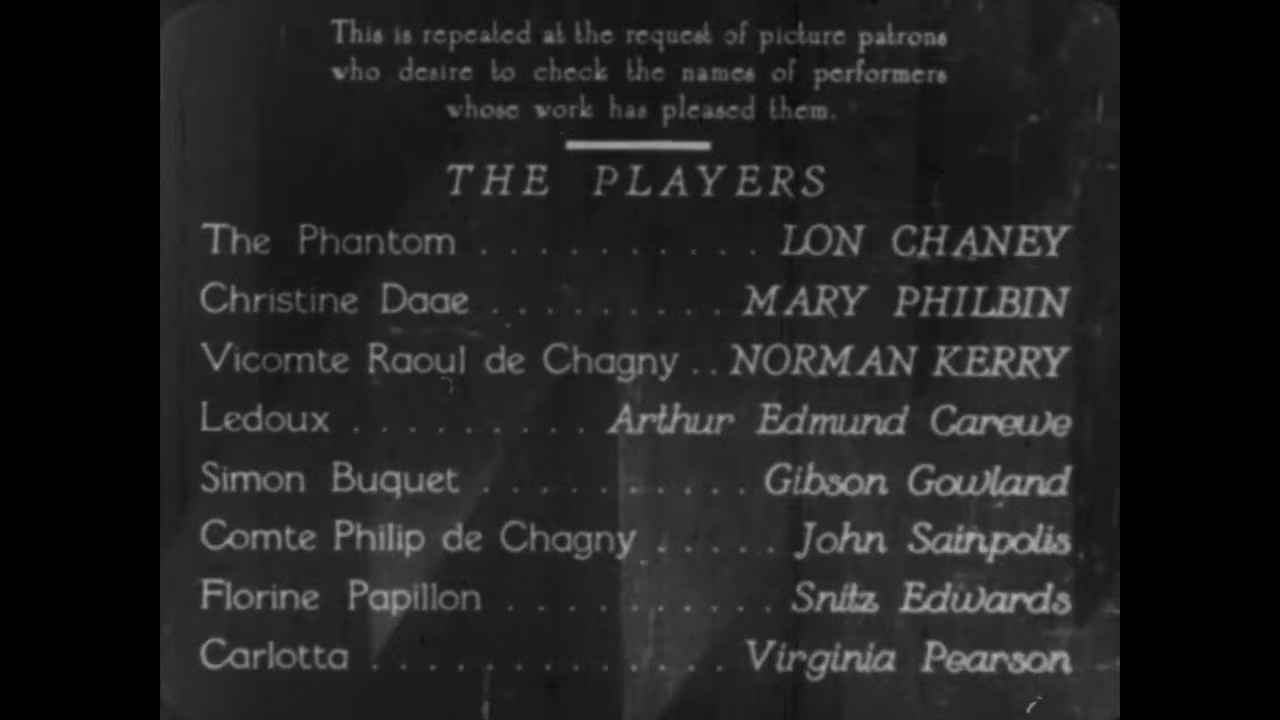 This is repeated at the request of picture patrons
who desire to check the names of performers
whose work has pleased them.
THE PLAYERS
The Phantom . . . . . . . . . . LON CHANEY
Christine Daae . . . . . . . . . MARY PHILBIN
Vicomte Raoul de Chagny . . NORMAN KERRY
Ledoux . . . . . . . . . Arthur Edmund Carewe
Simon Buquet . . . . . . . . . . Gibson Gowland
Comte Philip de Chagny . . . . . John Sainpolis
Florine Papillon . . . . . . . . . . Snitz Edwards
Carlotta . . . . . . . . . . . . . Virginia Pearson